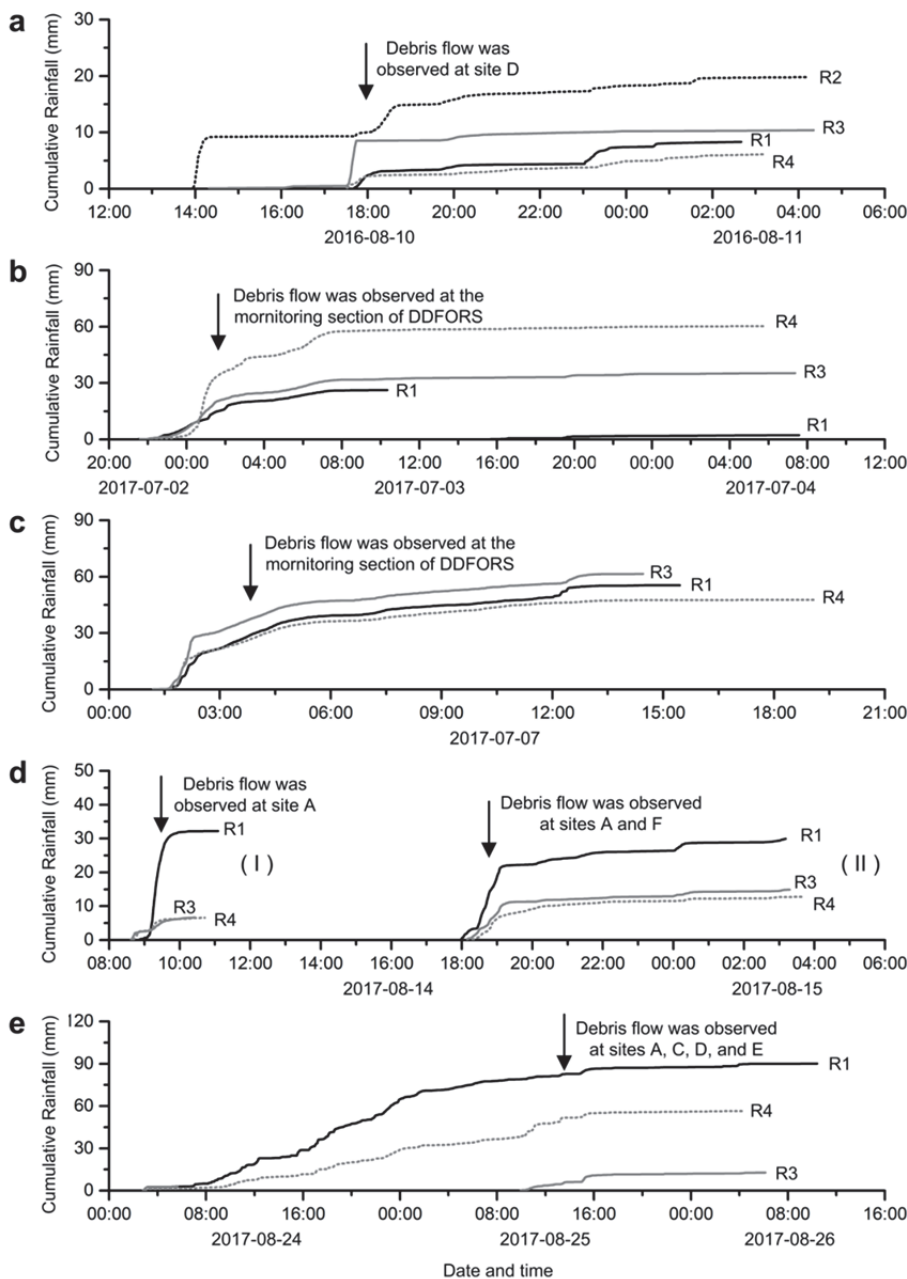 a
Cumulative Rainfall (mm)
30
20
10
0
Debris flow was
observed at site D
R2
R3
R1
R4
12:00 14:00 16:00 18:00 20:00 22:00 00:00 02:00 04:00 06:00
2016-08-10 2016-08-11
b
Cumulative Rainfall (mm)
90
60
30
0
Debris flow was observed at the
mornitoring section of DDFORS
R4
R3
R1
R1
20:00 00:00 04:00 08:00 12:00 16:00 20:00 00:00 04:00 08:00 12:00
2017-07-02 2017-07-03 2017-07-04
c
Cumulative Rainfall (mm)
90
60
30
0
Debris flow was observed at the
mornitoring section of DDFORS
R3
R1
R4
00:00 03:00 06:00 09:00 12:00 15:00 18:00 21:00
2017-07-07
d
Cumulative Rainfall (mm)
50
40
30
20
10
0
Debris flow was
observed at site A
R1
( I )
R3
R4
Debris flow was observed
at sites A and F
R1
( II )
R3
R4
08:00 10:00 12:00 14:00 16:00 18:00 20:00 22:00 00:00 02:00 04:00 06:00
2017-08-14 2017-08-15
e
Cumulative Rainfall (mm)
120
90
60
30
0
Debris flow was observed
at sites A, C, D, and E
R1
R4
R3
00:00 08:00 16:00 00:00 08:00 16:00 00:00 08:00 16:00
2017-08-24 2017-08-25 2017-08-26
Date and time